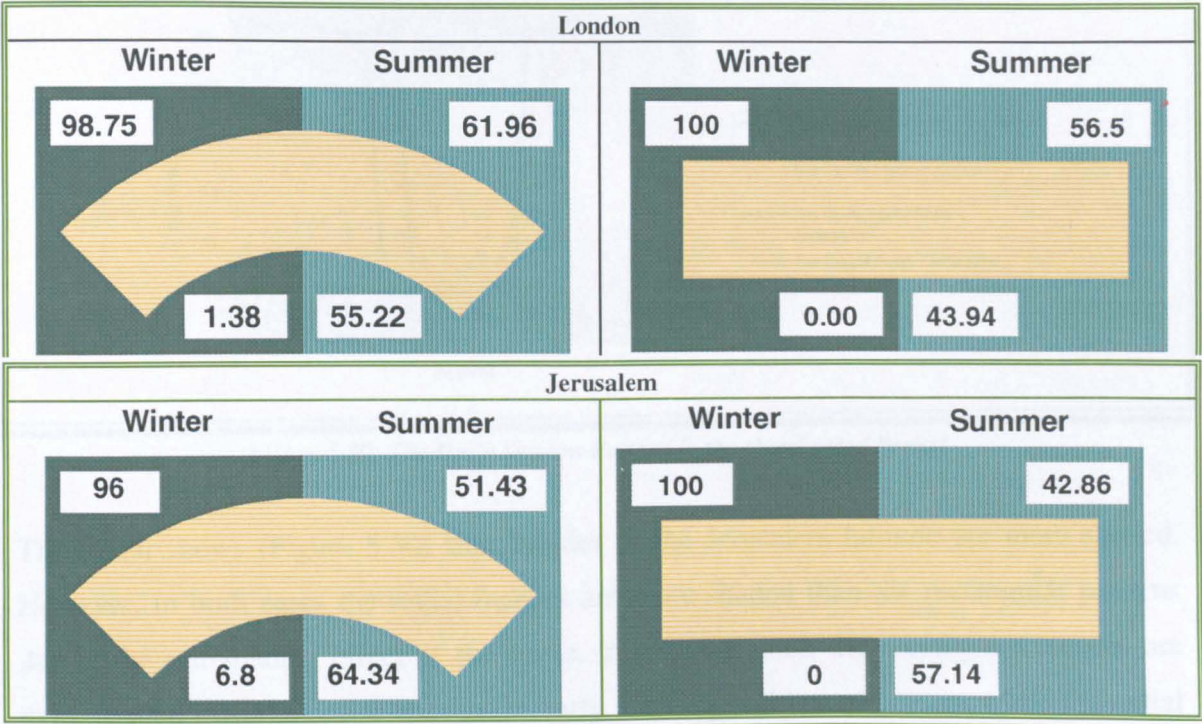 London
Winter Summer Winter Summer
98.75 61.96 100 56.5
1.38 55.22 0.00 43.94
Jerusalem
Winter Summer Winter Summer
96 51.43 100 42.86
6.8 64.34 0 57.14